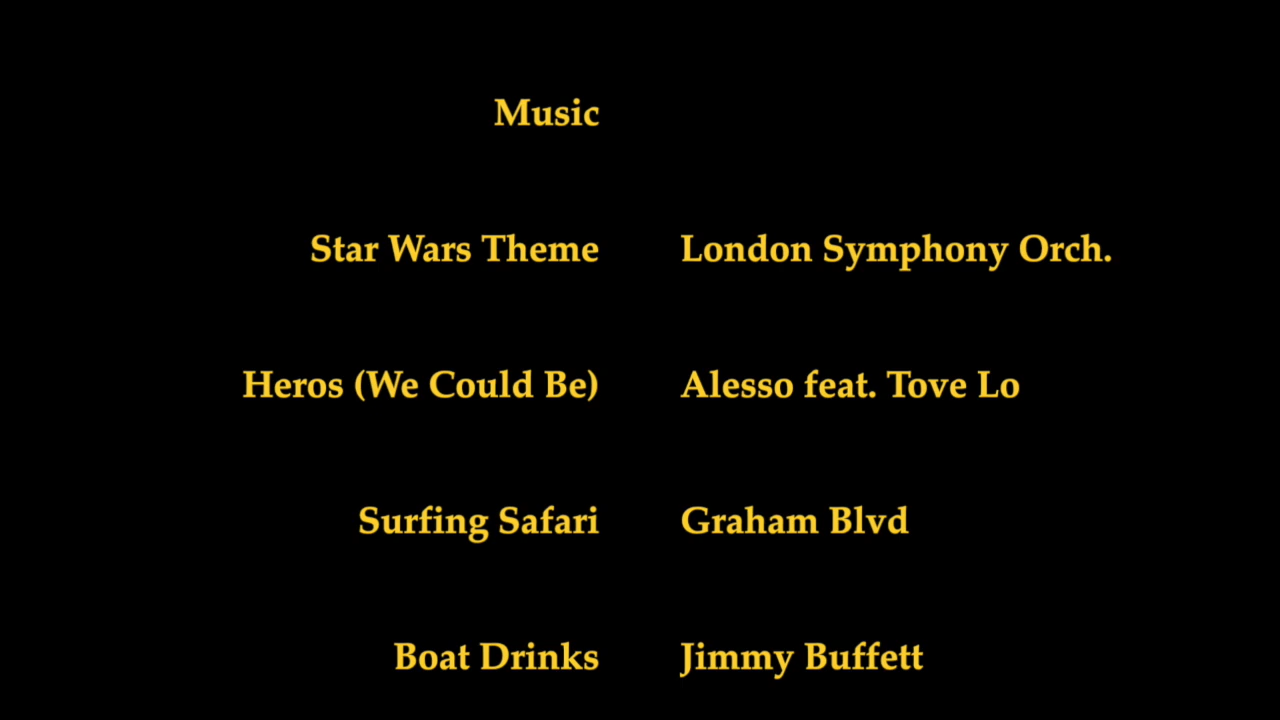 Music
Star Wars Theme London Symphony Orch.
Heros (We Could Be) Alesso feat. Tove Lo
Surfing Safari Graham Blvd
Boat Drinks Jimmy Buffett